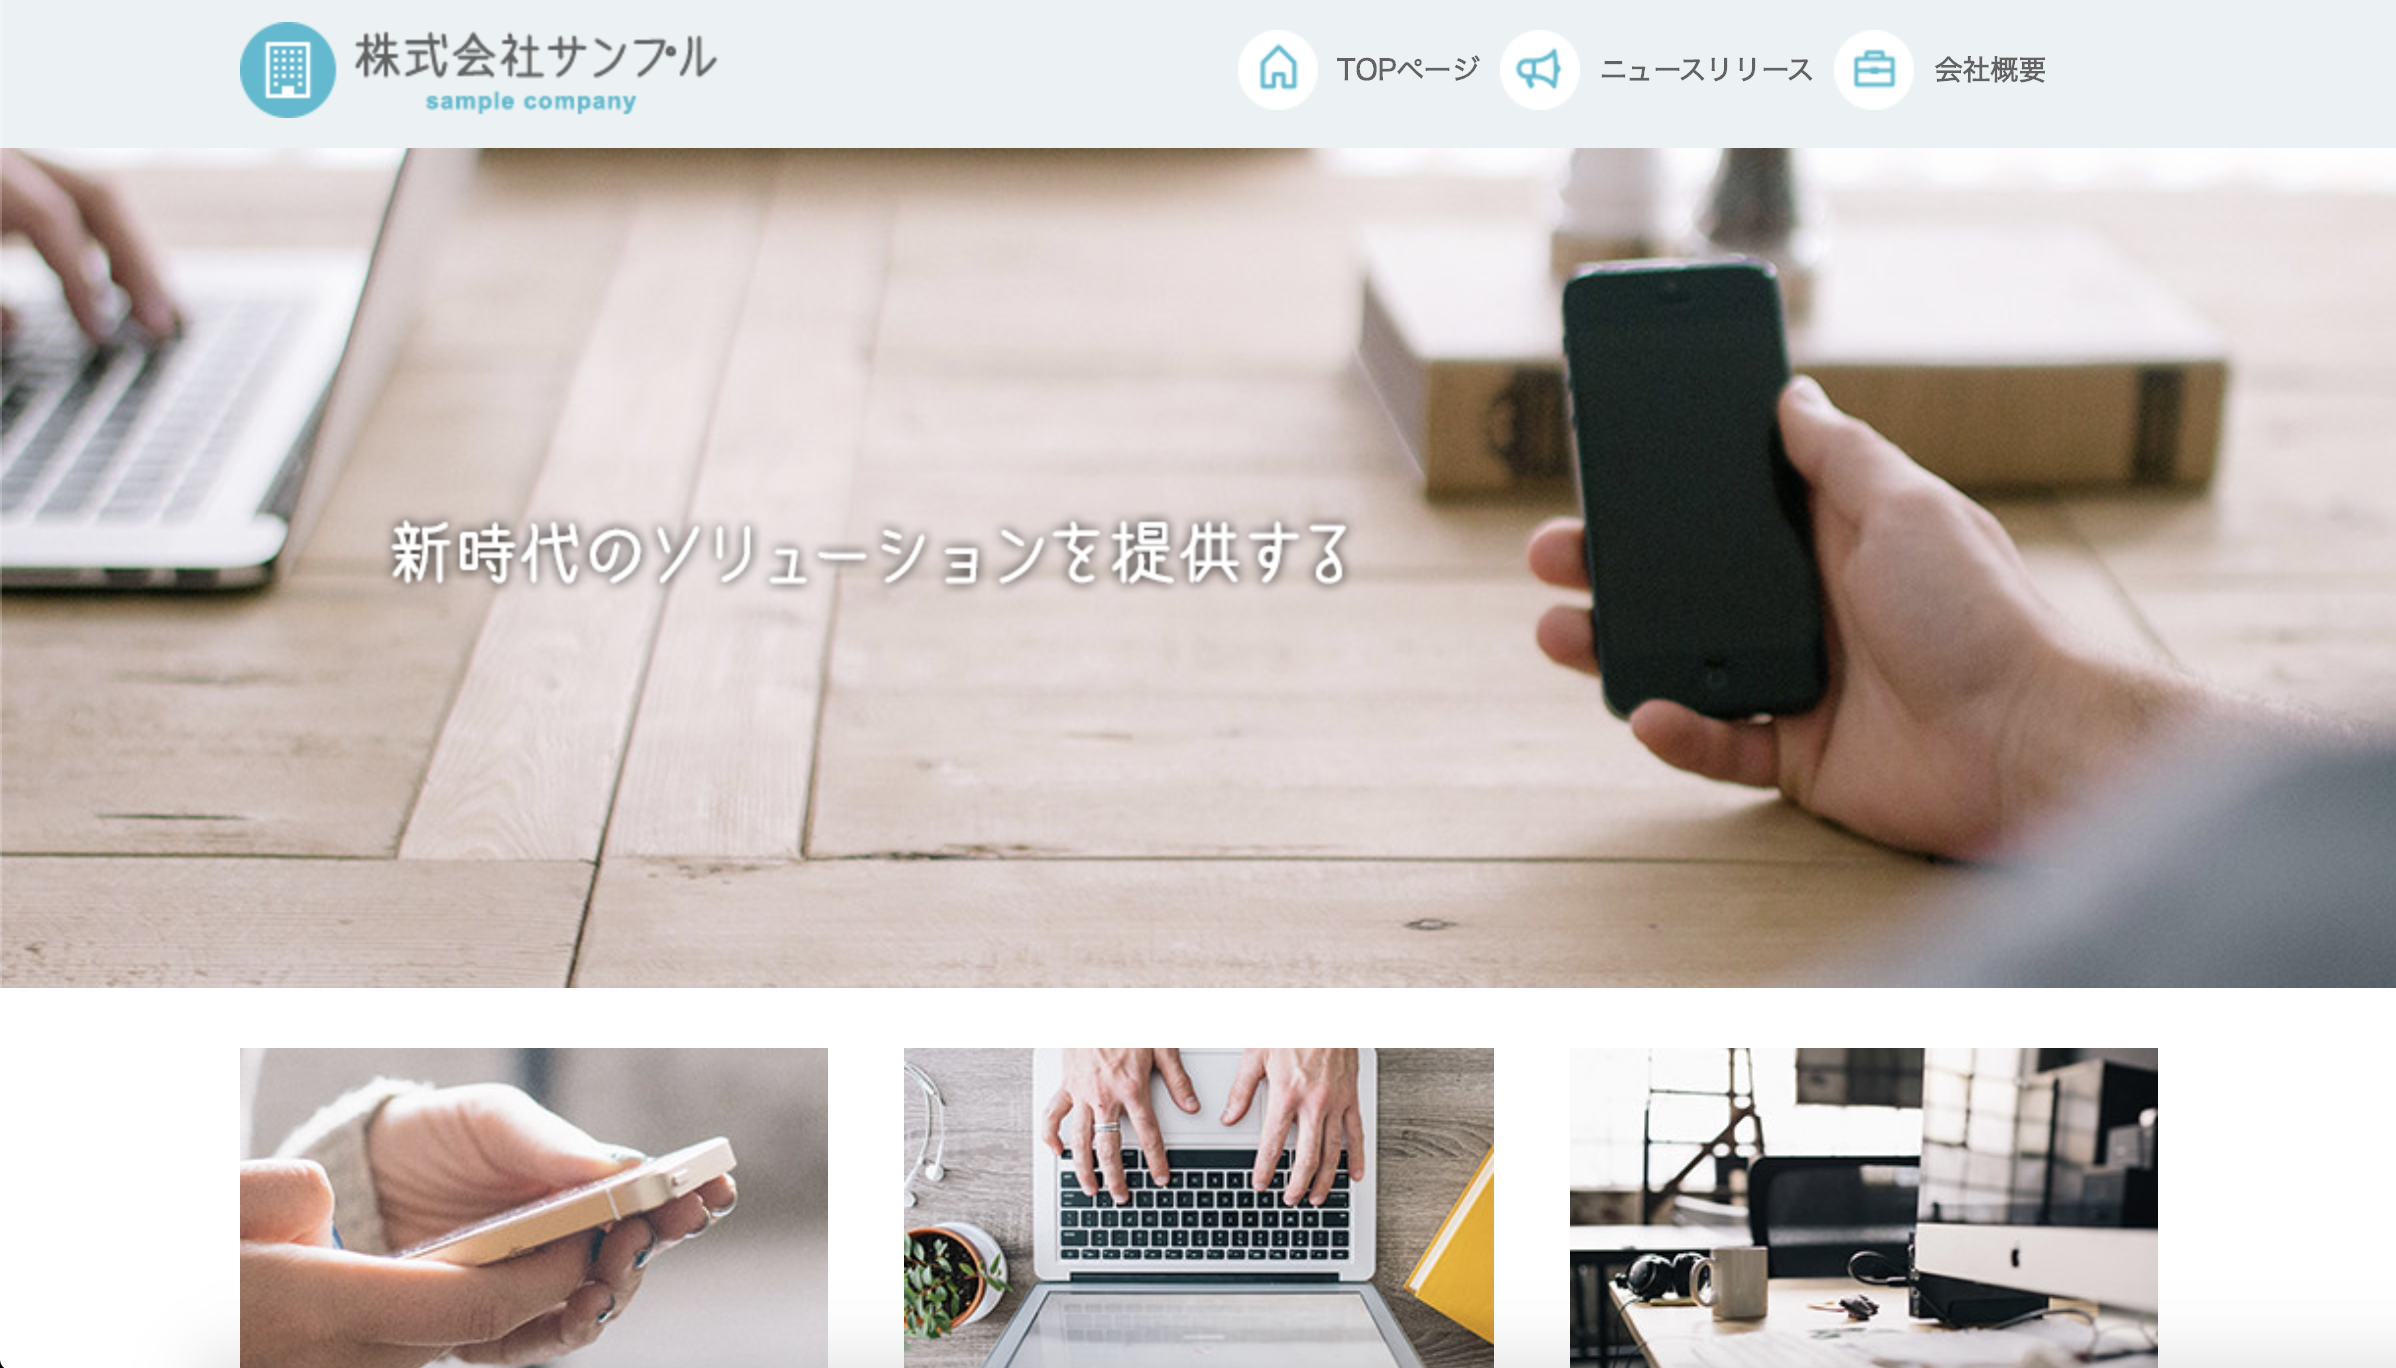 株式会社サンプル
sample company
TOPページ
ニュースリリース
会社概要
新時代のソリューションを提供する